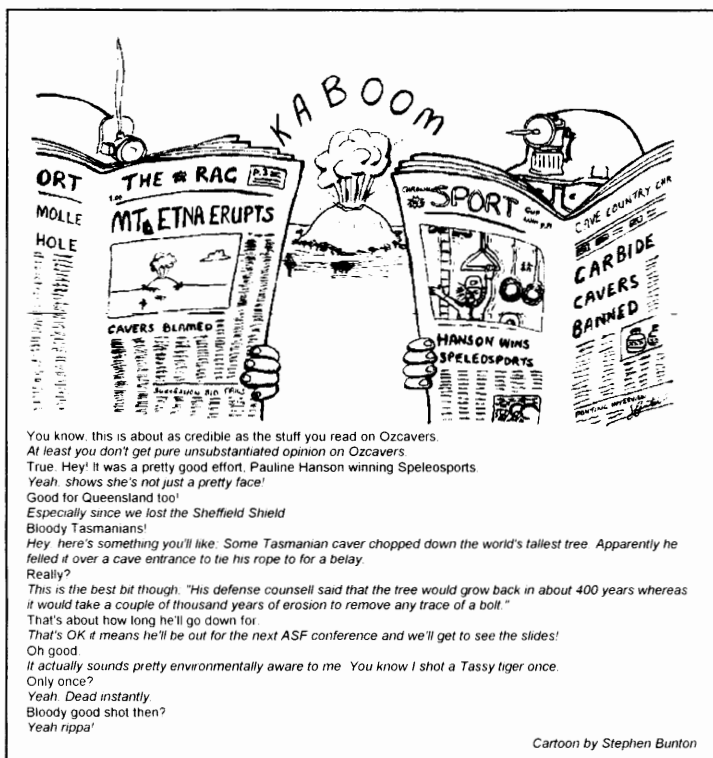 KABOOM
ORT
MOLLE
HOLE
THE RAG
MT. ETNA ERUPTS
CAVERS BLAMED
SPORT
HANSON WINS
SPELEOSPORTS
CAVE COUNTRY CHR
CARBIDE
CAVERS
BANNED
You know, this is about as credible as the stuff you read on Ozcavers.
At least you don't get pure unsubstantiated opinion on Ozcavers.
True. Hey! It was a pretty good effort, Pauline Hanson winning Speleosports.
Yeah. shows she's not just a pretty face!
Good for Queensland too!
Especially since we lost the Sheffield Shield
Bloody Tasmanians!
Hey, here's something you'll like: Some Tasmanian caver chopped down the world's tallest tree. Apparently he
felled it over a cave entrance to tie his rope to for a belay.
Really?
This is the best bit though. "His defense counsell said that the tree would grow back in about 400 years whereas
it would take a couple of thousand years of erosion to remove any trace of a bolt."
That's about how long he'll go down for.
That's OK it means he'll be out for the next ASF conference and we'll get to see the slides!
Oh good.
It actually sounds pretty environmentally aware to me. You know I shot a Tassy tiger once.
Only once?
Yeah. Dead instantly.
Bloody good shot then?
Yeah rippa!
Cartoon by Stephen Bunton